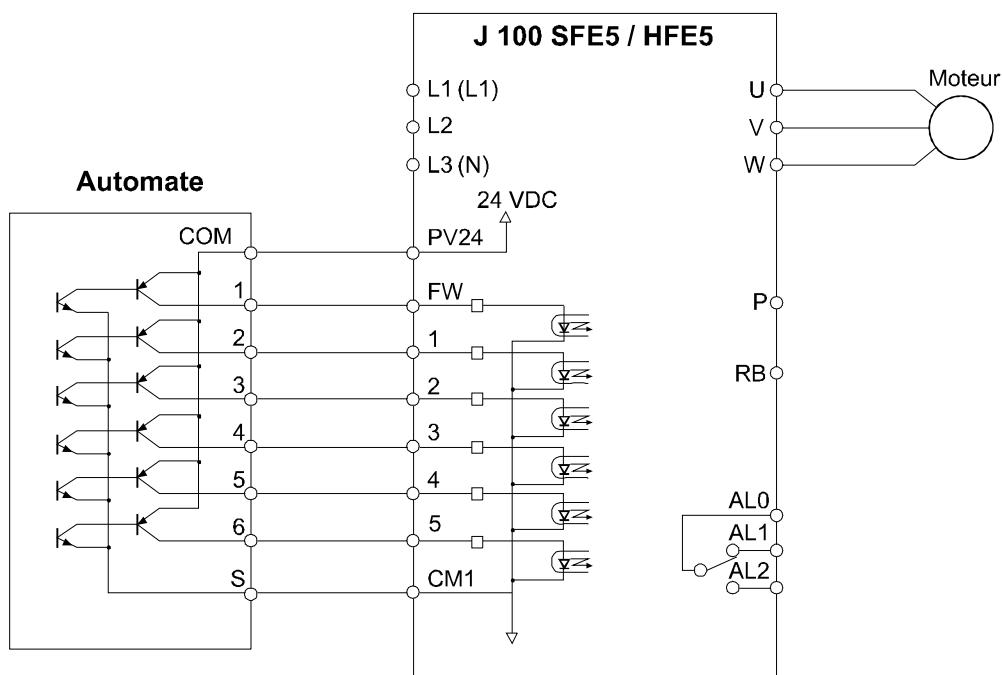 J 100 SFE5 / HFE5
L1 (L1)
L2
L3 (N)
24 VDC
U
V
W
Moteur
Automate
COM
1
2
3
4
5
6
S
PV24
FW
1
2
3
4
5
CM1
P
RB
AL0
AL1
AL2